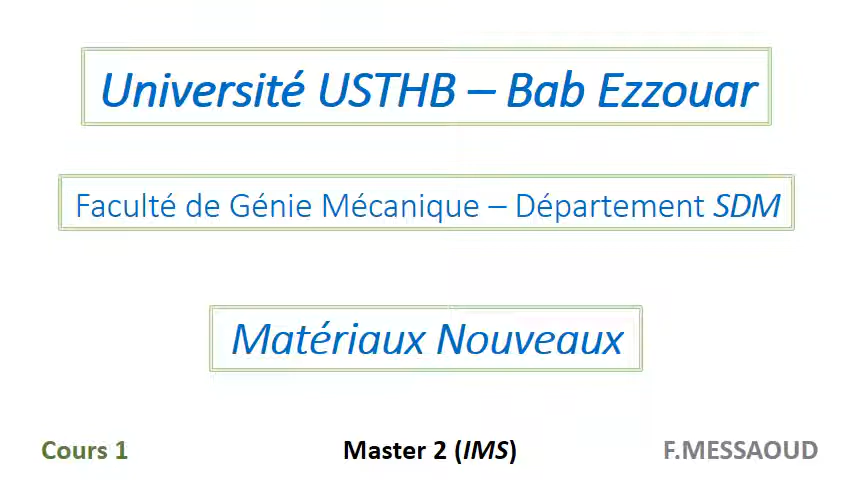 Université USTHB – Bab Ezzouar
Faculté de Génie Mécanique – Département SDM
Matériaux Nouveaux
Cours 1 Master 2 (IMS) F.MESSAOUD